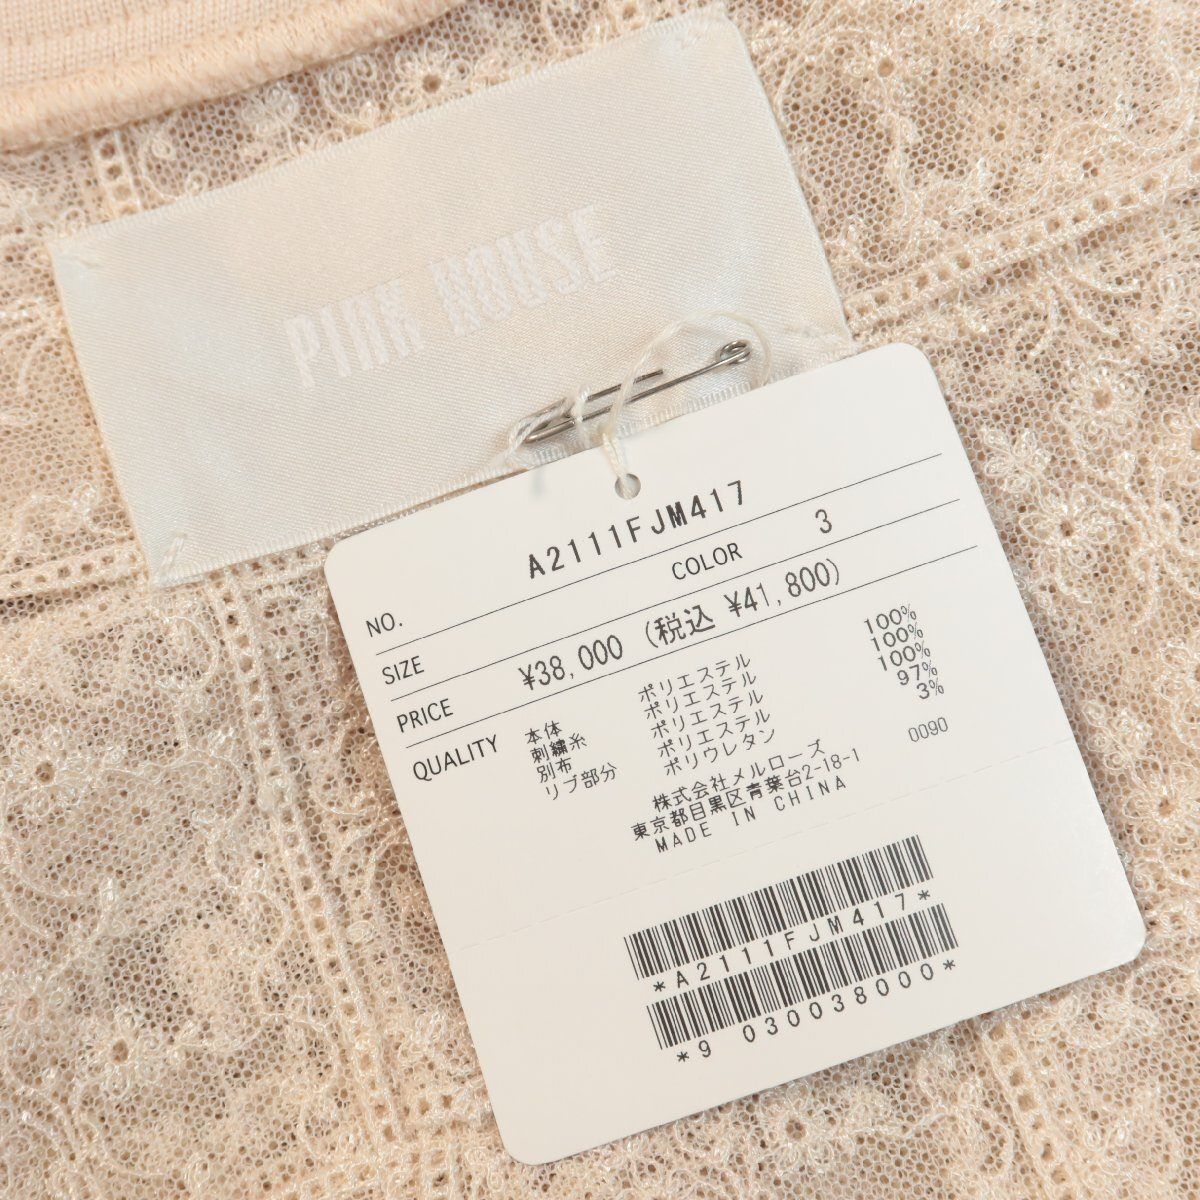 PINK HOUSE
NO. A2111FJM417
SIZE COLOR 3
PRICE ¥38,000 (税込 ¥41,800)
QUALITY 本体 ポリエステル 100%
刺繍糸 ポリエステル 100%
別布 ポリエステル 100%
リブ部分 ポリエステル 97%
ポリウレタン 3%
株式会社メルローズ 0090
東京都目黒区青葉台2-18-1
MADE IN CHINA
*A2111FJM417*
*9 030038000*